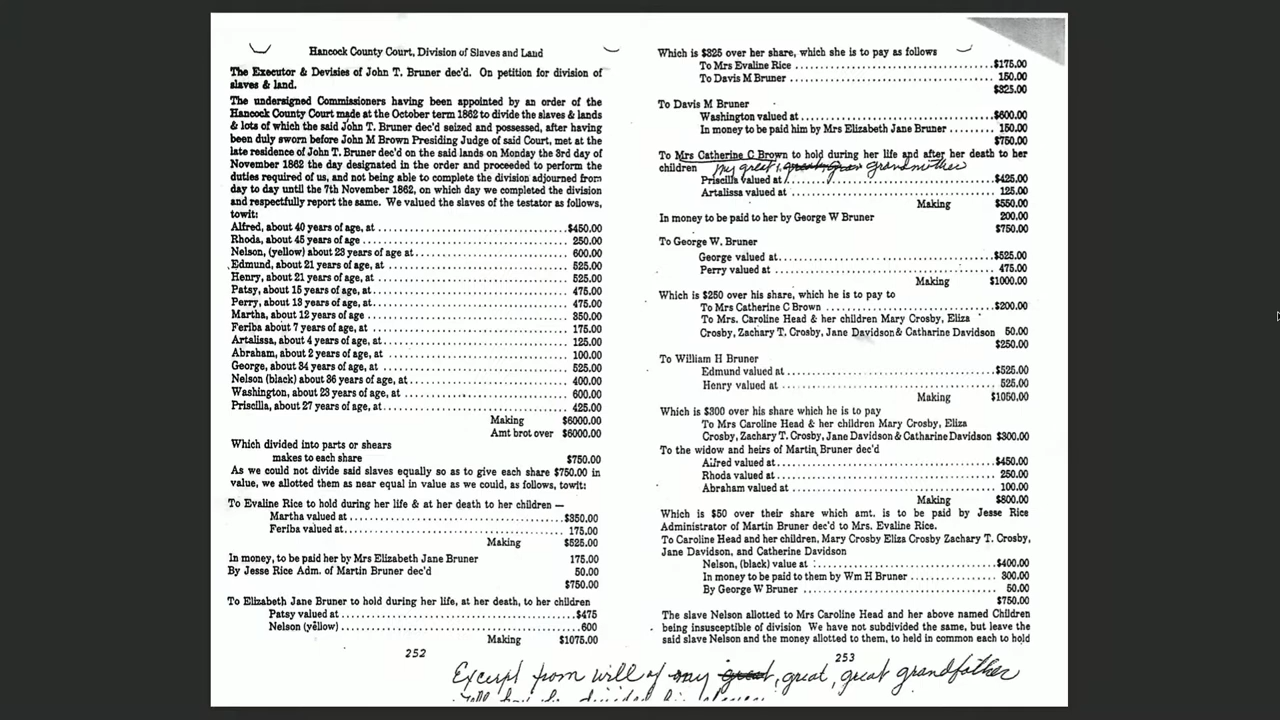 Hancock County Court, Division of Slaves and Land
The Executor & Devisies of John T. Bruner dec'd. On petition for division of
slaves & land.
The undersigned Commissioners having been appointed by an order of the
Hancock County Court made at the October term 1862 to divide the slaves & lands
& lots of which the said John T. Bruner dec'd seized and possessed, after having
been duly sworn before John M Brown Presiding Judge of said Court, met at the
late residence of John T. Bruner dec'd on the said lands on Monday the 3rd day of
November 1862 the day designated in the order and proceeded to perform the
duties required of us, and not being able to complete the division adjourned from
day to day until the 7th November 1862, on which day we completed the division
and respectfully report the same. We valued the slaves of the testator as follows,
towit:
Alfred, about 40 years of age, at ........ $450.00
Rhoda, about 45 years of age ........ 250.00
Nelson, (yellow) about 23 years of age at ........ 600.00
Edmund, about 21 years of age, at ........ 525.00
Henry, about 21 years of age, at ........ 525.00
Patsy, about 15 years of age, at ........ 475.00
Perry, about 13 years of age, at ........ 475.00
Martha, about 12 years of age ........ 350.00
Feriba about 7 years of age, at ........ 175.00
Artalissa, about 4 years of age, at ........ 125.00
Abraham, about 2 years of age, at ........ 100.00
George, about 34 years of age, at ........ 525.00
Nelson (black) about 36 years of age, at ........ 400.00
Washington, about 23 years of age, at ........ 600.00
Priscilla, about 27 years of age, at ........ 425.00
Making $6000.00
Amt brot over $6000.00
Which divided into parts or shears
makes to each share $750.00
As we could not divide said slaves equally so as to give each share $750.00 in
value, we allotted them as near equal in value as we could, as follows, towit:
To Evaline Rice to hold during her life & at her death to her children —
Martha valued at ........ $350.00
Feriba valued at ........ 175.00
Making $525.00
In money, to be paid her by Mrs Elizabeth Jane Bruner 175.00
By Jesse Rice Adm. of Martin Bruner dec'd 50.00
$750.00
To Elizabeth Jane Bruner to hold during her life, at her death, to her children
Patsy valued at ........ $475
Nelson (yellow) ........ 600
Making $1075.00
252
Which is $325 over her share, which she is to pay as follows
To Mrs Evaline Rice ........ $175.00
To Davis M Bruner ........ 150.00
$325.00
To Davis M Bruner
Washington valued at ........ $600.00
In money to be paid him by Mrs Elizabeth Jane Bruner ........ 150.00
$750.00
To Mrs Catherine C Brown to hold during her life and after her death to her
children my great, great gran grandmother
Priscilla valued at ........ $425.00
Artalissa valued at ........ 125.00
Making $550.00
In money to be paid to her by George W Bruner 200.00
$750.00
To George W. Bruner
George valued at ........ $525.00
Perry valued at ........ 475.00
Making $1000.00
Which is $250 over his share, which he is to pay to
To Mrs Catherine C Brown ........ $200.00
To Mrs. Caroline Head & her children Mary Crosby, Eliza
Crosby, Zachary T. Crosby, Jane Davidson & Catharine Davidson 50.00
$250.00
To William H Bruner
Edmund valued at ........ $525.00
Henry valued at ........ 525.00
Making $1050.00
Which is $300 over his share which he is to pay
To Mrs Caroline Head & her children Mary Crosby, Eliza
Crosby, Zachary T. Crosby, Jane Davidson & Catharine Davidson $300.00
To the widow and heirs of Martin Bruner dec'd
Alfred valued at ........ $450.00
Rhoda valued at ........ 250.00
Abraham valued at ........ 100.00
Making $800.00
Which is $50 over their share which amt. is to be paid by Jesse Rice
Administrator of Martin Bruner dec'd to Mrs. Evaline Rice.
To Caroline Head and her children, Mary Crosby Eliza Crosby Zachary T. Crosby,
Jane Davidson, and Catherine Davidson
Nelson, (black) value at ........ $400.00
In money to be paid to them by Wm H Bruner ........ 300.00
By George W Bruner ........ 50.00
$750.00
The slave Nelson allotted to Mrs Caroline Head and her above named Children
being insusceptible of division We have not subdivided the same, but leave the
said slave Nelson and the money allotted to them, to held in common each to hold
253
Excerpt from will of my great, great, great grandfather